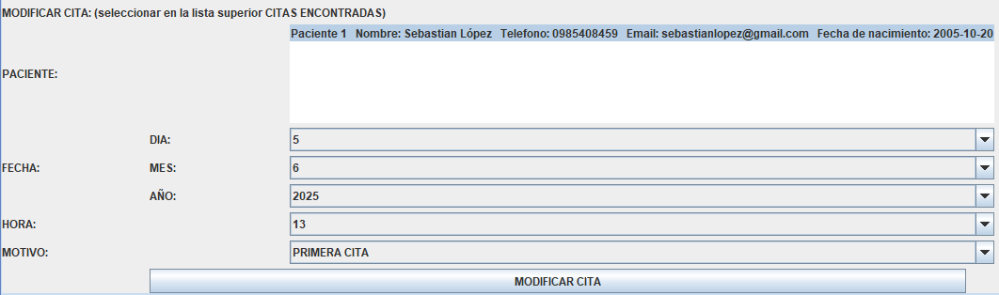 MODIFICAR CITA: (seleccionar en la lista superior CITAS ENCONTRADAS)
Paciente 1 Nombre: Sebastian López Telefono: 0985408459 Email: sebastianlopez@gmail.com Fecha de nacimiento: 2005-10-20
PACIENTE:
DIA: 5
FECHA: MES: 6
AÑO: 2025
HORA: 13
MOTIVO: PRIMERA CITA
MODIFICAR CITA